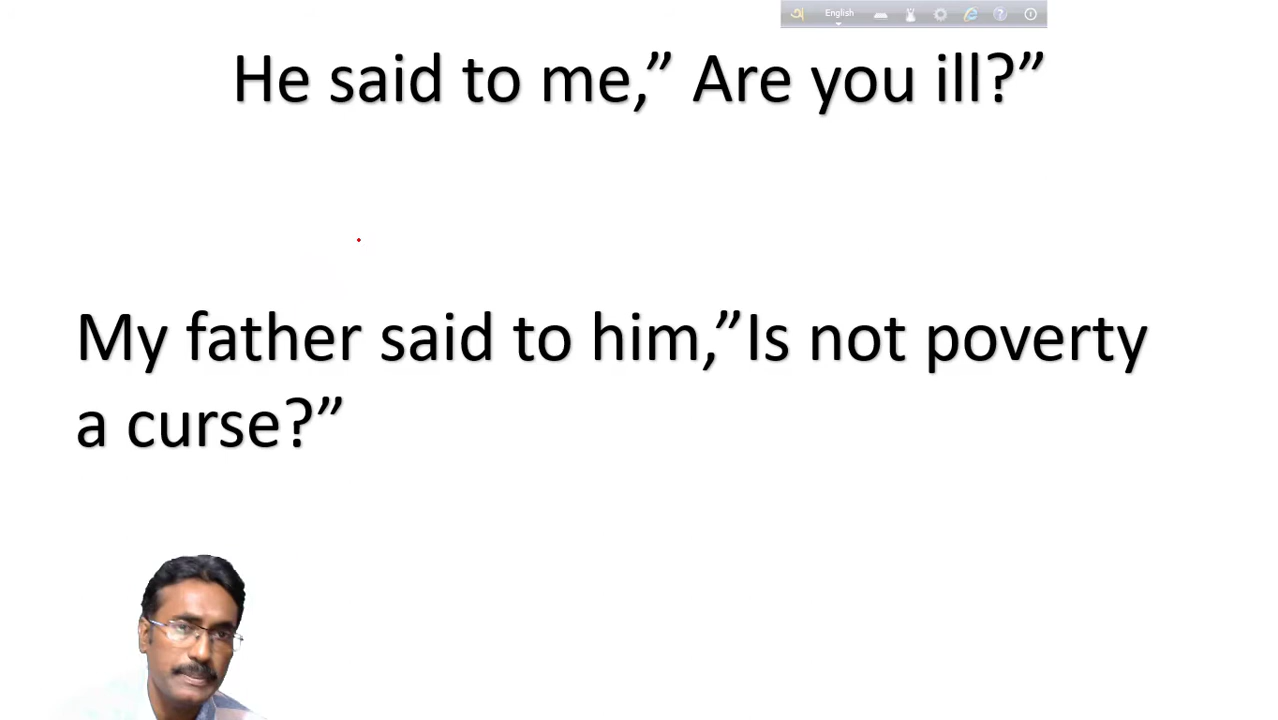 English
He said to me,” Are you ill?”
My father said to him,”Is not poverty
a curse?”